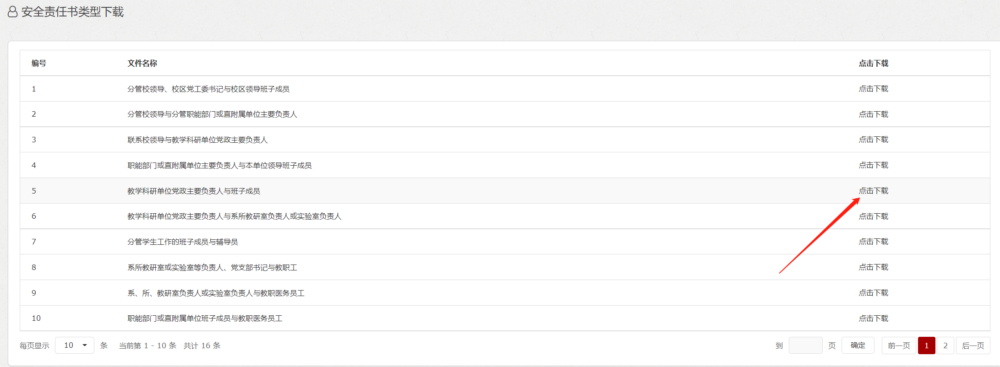 安全责任书类型下载
编号 文件名称 点击下载
1 分管校领导、校区党工委书记与校区领导班子成员 点击下载
2 分管校领导与分管职能部门或直附属单位主要负责人 点击下载
3 联系校领导与教学科研单位党政主要负责人 点击下载
4 职能部门或直附属单位主要负责人与本单位领导班子成员 点击下载
5 教学科研单位党政主要负责人与班子成员 点击下载
6 教学科研单位党政主要负责人与系所教研室负责人或实验室负责人 点击下载
7 分管学生工作的班子成员与辅导员 点击下载
8 系所教研室或实验室等负责人、党支部书记与教职工 点击下载
9 系、所、教研室负责人或实验室负责人与教职医务员工 点击下载
10 职能部门或直附属单位班子成员与教职医务员工 点击下载
每页显示 10 条 当前第 1 - 10 条 共计 16 条 到 页 确定 前一页 1 2 后一页